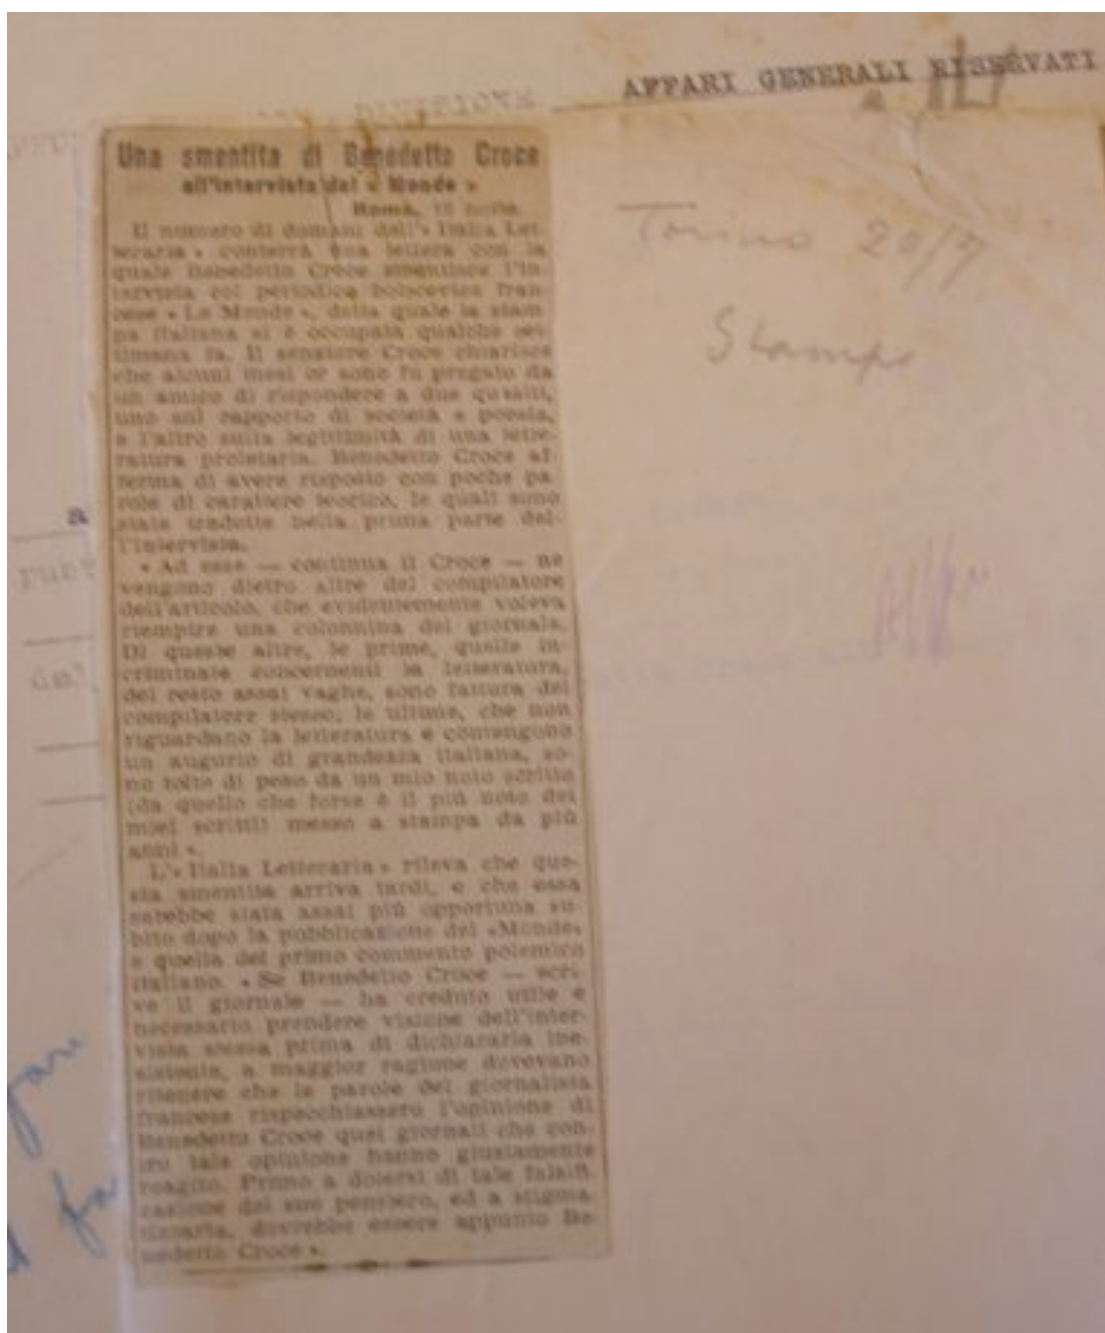 AFFARI GENERALI RISERVATI
Torino 20/7
Stampa
Una smentita di Benedetto Croce
all'intervista del « Monde »
Roma, 19 notte.
Il numero di domani dell'« Italia Let-
teraria » conterrà una lettera con la
quale Benedetto Croce smentisce l'in-
tervista col periodico bolscevico fran-
cese « Le Monde », della quale la stam-
pa italiana si è occupata qualche set-
timana fa. Il senatore Croce chiarisce
che alcuni mesi or sono fu pregato da
un amico di rispondere a due quesiti,
uno sul rapporto di società e poesia,
e l'altro sulla legittimità di una lette-
ratura proletaria. Benedetto Croce af-
ferma di avere risposto con poche pa-
role di carattere teorico, le quali sono
state tradotte nella prima parte del-
l'intervista.
« Ad esse — continua il Croce — ne
vengono dietro altre del compilatore
dell'articolo, che evidentemente voleva
riempire una colonnina del giornale.
Di queste altre, le prime, quelle in-
criminate concernenti la letteratura,
del resto assai vaghe, sono fattura del
compilatore stesso; le ultime, che non
riguardano la letteratura e contengono
un augurio di grandezza italiana, so-
no tolte di peso da un mio noto scritto
(da quello che forse è il più noto dei
miei scritti) messo a stampa da più
anni ».
L'« Italia Letteraria » rileva che que-
sta smentita arriva tardi, e che essa
sarebbe stata assai più opportuna su-
bito dopo la pubblicazione del «Monde»
e quella del primo commento polemico
italiano. « Se Benedetto Croce — scri-
ve il giornale — ha creduto utile e
necessario prendere visione dell'inter-
vista stessa prima di dichiararla ine-
sistente, a maggior ragione dovevano
ritenere che le parole del giornalista
francese rispecchiassero l'opinione di
Benedetto Croce quei giornali che con-
tro tale opinione hanno giustamente
reagito. Primo a dolersi di tale falsifi-
cazione del suo pensiero, ed a stigma-
tizzarla, dovrebbe essere appunto Be-
nedetto Croce ».
a